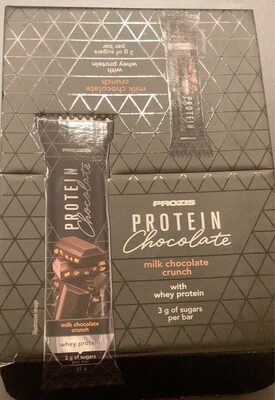 3 g of sugars
per bar
with
whey protein
milk chocolate
crunch
PROTEIN
PROZIS
PROTEIN
Chocolate
milk chocolate
crunch
whey protein
3 g of sugars
PROZIS
PROTEIN
Chocolate
milk chocolate
crunch
with
whey protein
3 g of sugars
per bar